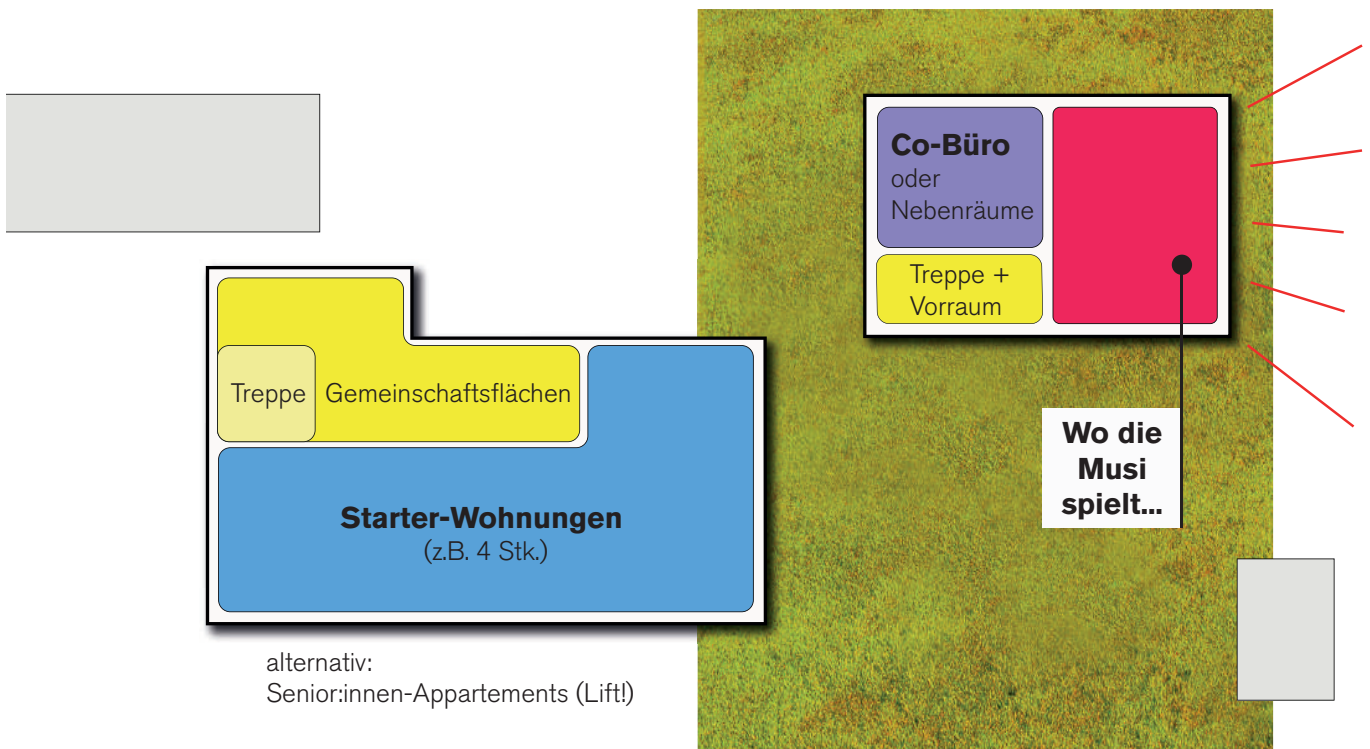 Co-Büro
oder
Nebenräume
Treppe +
Vorraum
Treppe
Gemeinschaftsflächen
Wo die
Musi
spielt...
Starter-Wohnungen
(z.B. 4 Stk.)
alternativ:
Senior:innen-Appartements (Lift!)